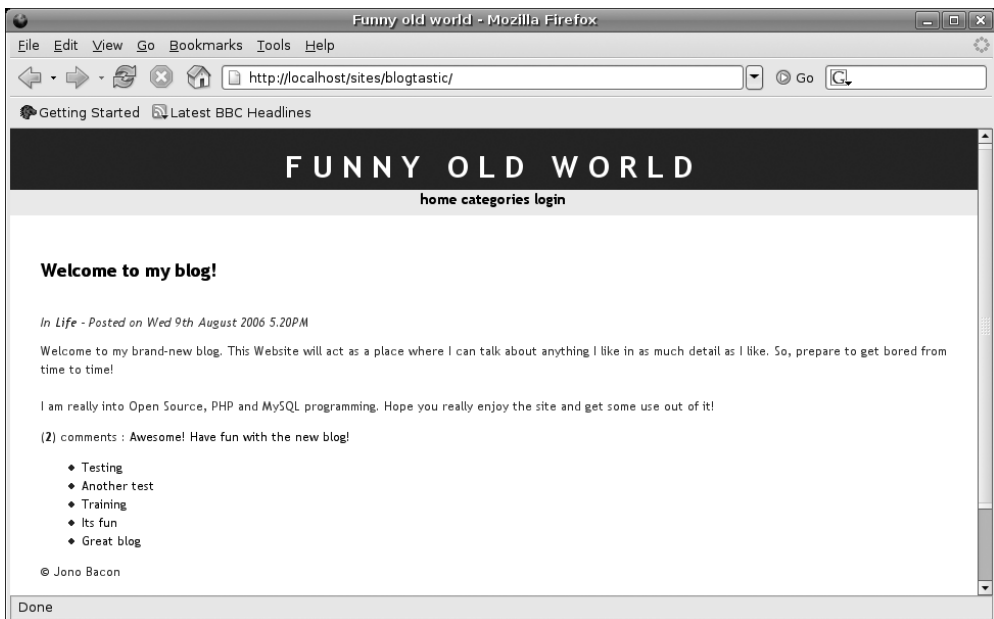 Funny old world - Mozilla Firefox
File Edit View Go Bookmarks Tools Help
http://localhost/sites/blogtastic/ Go G
Getting Started Latest BBC Headlines
FUNNY OLD WORLD
home categories login
Welcome to my blog!
In Life - Posted on Wed 9th August 2006 5.20PM
Welcome to my brand-new blog. This Website will act as a place where I can talk about anything I like in as much detail as I like. So, prepare to get bored from
time to time!
I am really into Open Source, PHP and MySQL programming. Hope you really enjoy the site and get some use out of it!
(2) comments : Awesome! Have fun with the new blog!
Testing
Another test
Training
Its fun
Great blog
© Jono Bacon
Done